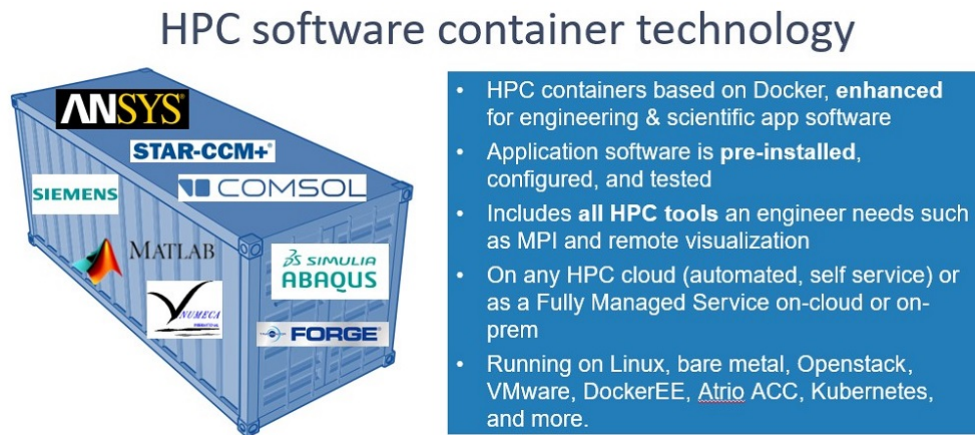 HPC software container technology
ANSYS®
STAR-CCM+®
SIEMENS
COMSOL
MATLAB
SIMULIA
ABAQUS
NUMECA
FORGE®
• HPC containers based on Docker, enhanced
for engineering & scientific app software
• Application software is pre-installed,
configured, and tested
• Includes all HPC tools an engineer needs such
as MPI and remote visualization
• On any HPC cloud (automated, self service) or
as a Fully Managed Service on-cloud or on-
prem
• Running on Linux, bare metal, Openstack,
VMware, DockerEE, Atrio ACC, Kubernetes,
and more.